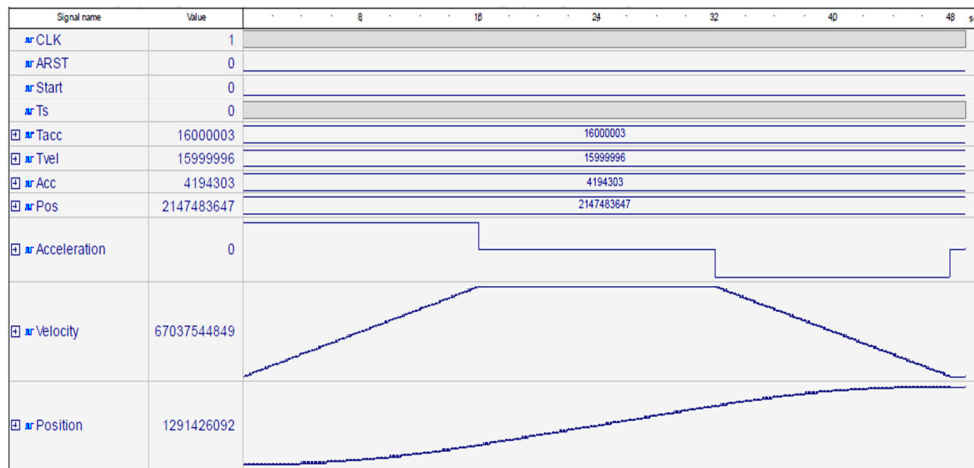 Signal name Value 8 16 24 32 40 48 s
CLK 1
ARST 0
Start 0
Ts 0
Tacc 16000003 16000003
Tvel 15999996 15999996
Acc 4194303 4194303
Pos 2147483647 2147483647
Acceleration 0
Velocity 67037544849
Position 1291426092